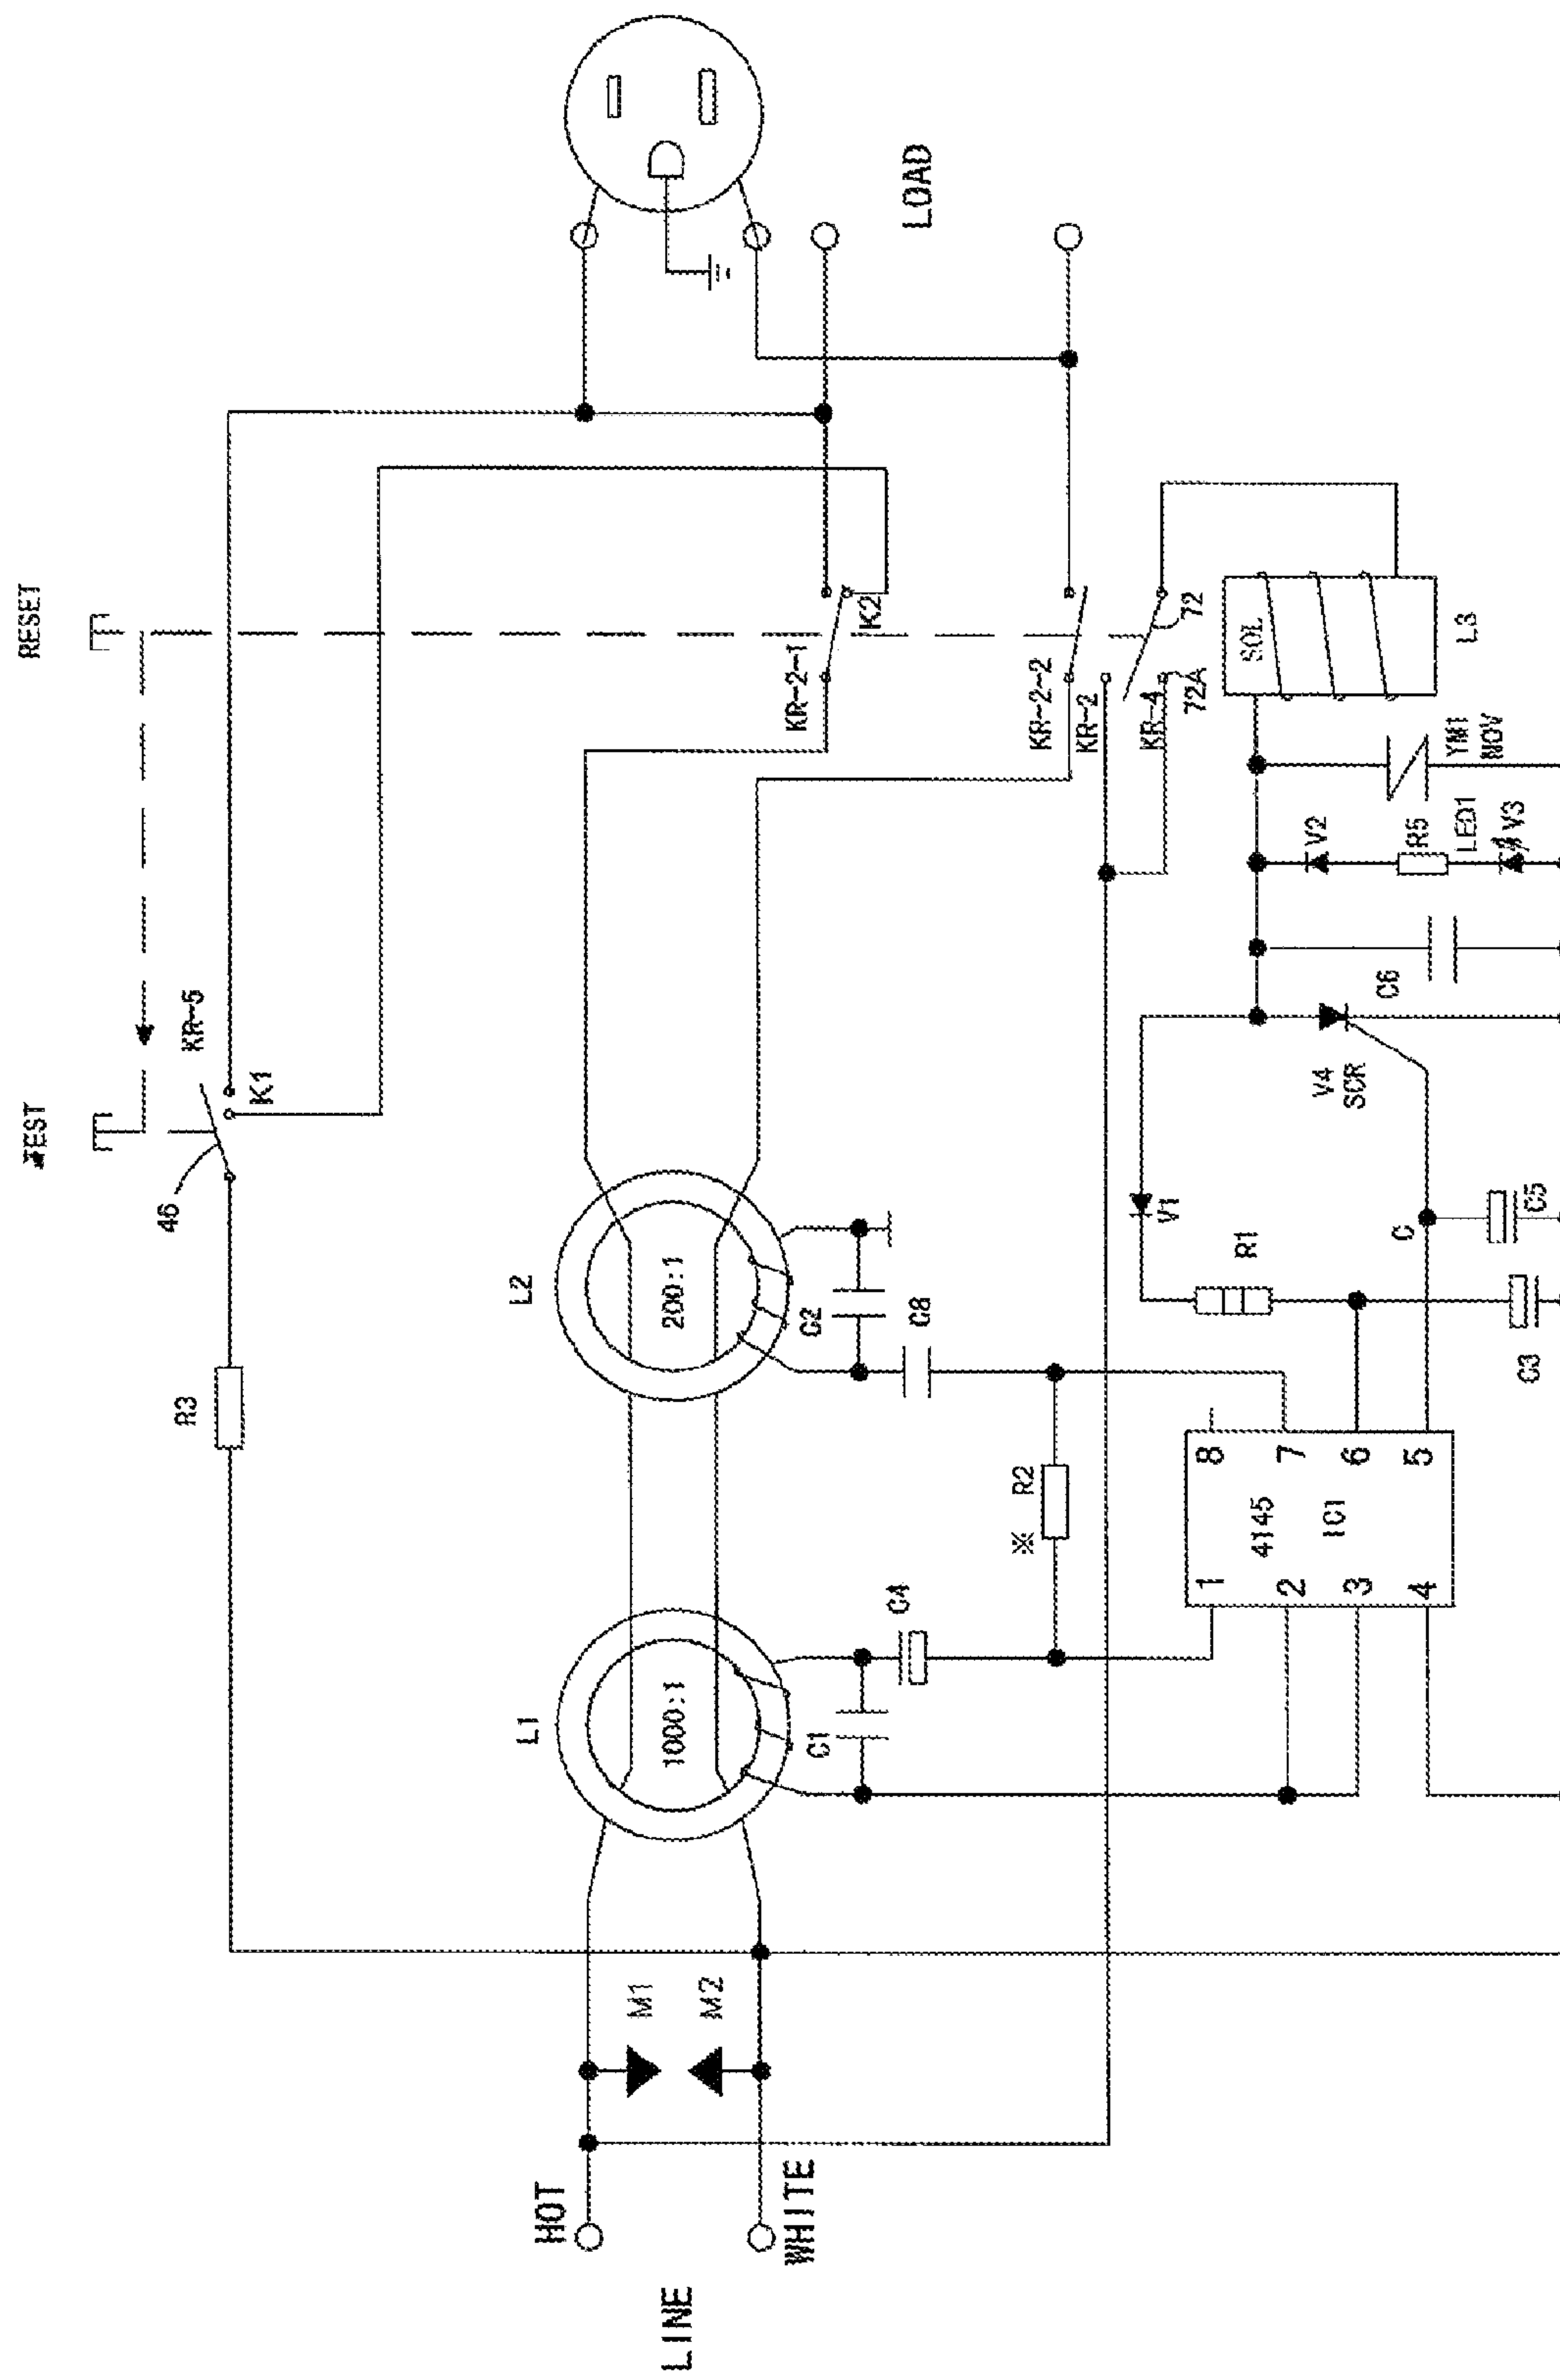 RESET
TEST
KR-5
K1
46
R3
LOAD
KR-2-1
K2
KR-2-2
KR-2
KR-4
72
72A
SOL
L3
L2
200:1
L1
1000:1
C2
C8
C4
C1
R2
※
V1
R1
V4
SCR
C6
V2
R5
LED1
V3
YM1
MOV
C
C5
C3
8
7
6
5
4145
IC1
1
2
3
4
M1
M2
HOT
WHITE
LINE